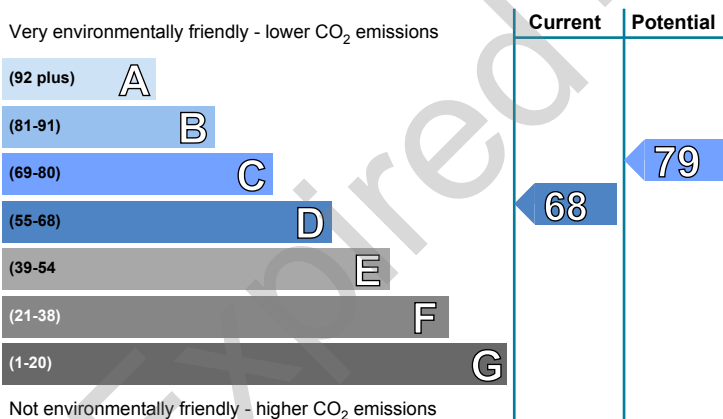 Current Potential
Very environmentally friendly - lower CO2 emissions
(92 plus) A
(81-91) B
(69-80) C
79
(55-68) D
68
(39-54 E
(21-38) F
(1-20) G
Not environmentally friendly - higher CO2 emissions
Expired